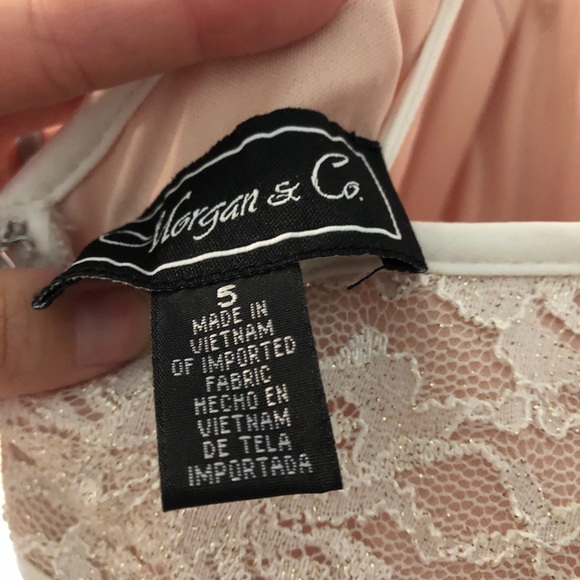 Morgan & Co.
5
MADE IN
VIETNAM
OF IMPORTED
FABRIC
HECHO EN
VIETNAM
DE TELA
IMPORTADA